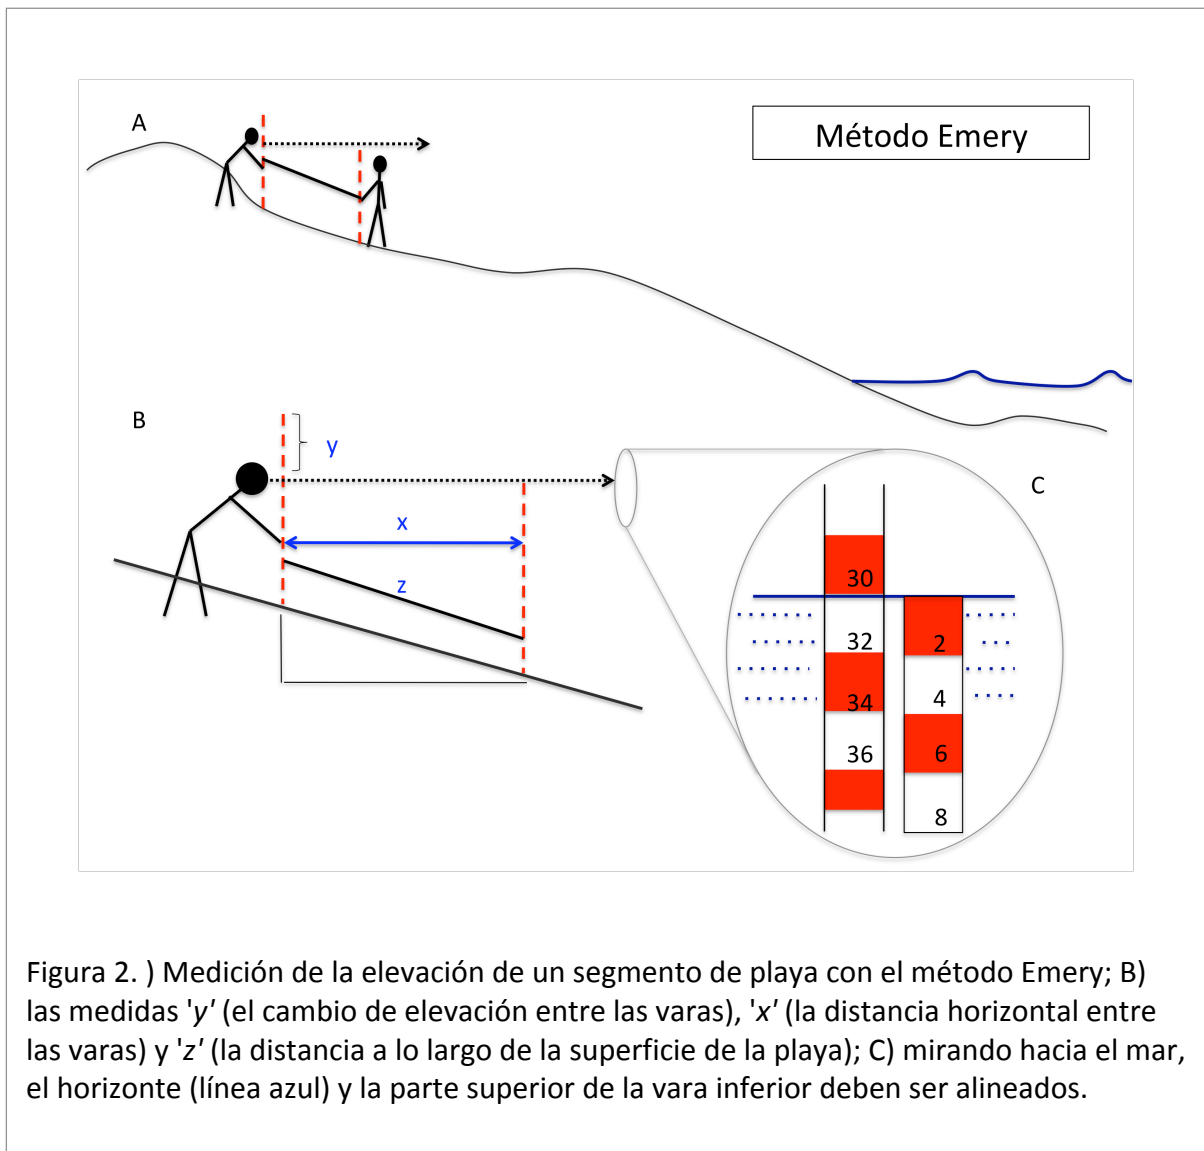 A
Método Emery
B
y
x
z
C
30
32
34
36
2
4
6
8
Figura 2. ) Medición de la elevación de un segmento de playa con el método Emery; B)
las medidas 'y' (el cambio de elevación entre las varas), 'x' (la distancia horizontal entre
las varas) y 'z' (la distancia a lo largo de la superficie de la playa); C) mirando hacia el mar,
el horizonte (línea azul) y la parte superior de la vara inferior deben ser alineados.